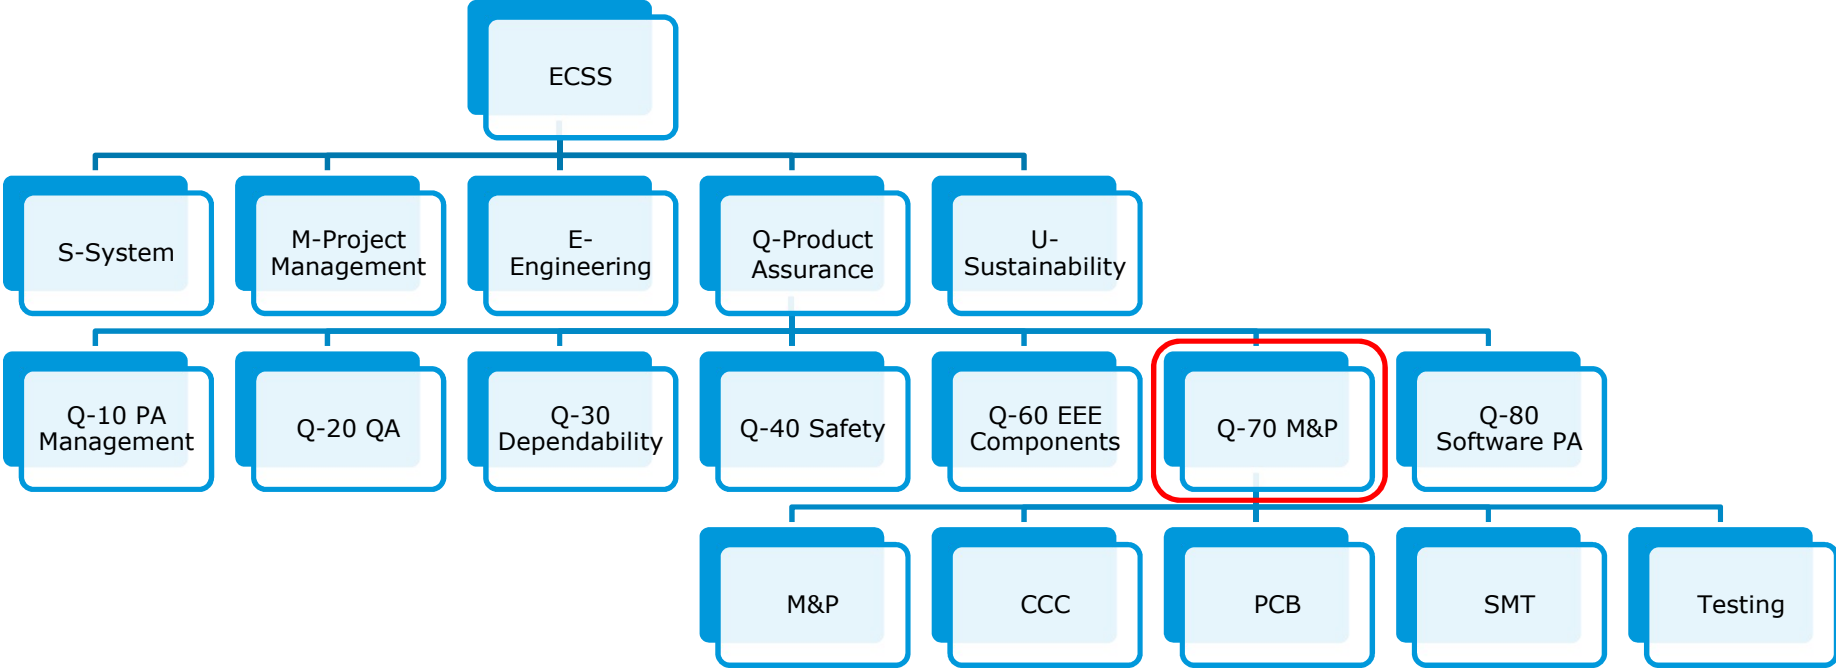 ECSS
S-System
M-Project
Management
E-
Engineering
Q-Product
Assurance
U-
Sustainability
Q-10 PA
Management
Q-20 QA
Q-30
Dependability
Q-40 Safety
Q-60 EEE
Components
Q-70 M&P
Q-80
Software PA
M&P
CCC
PCB
SMT
Testing